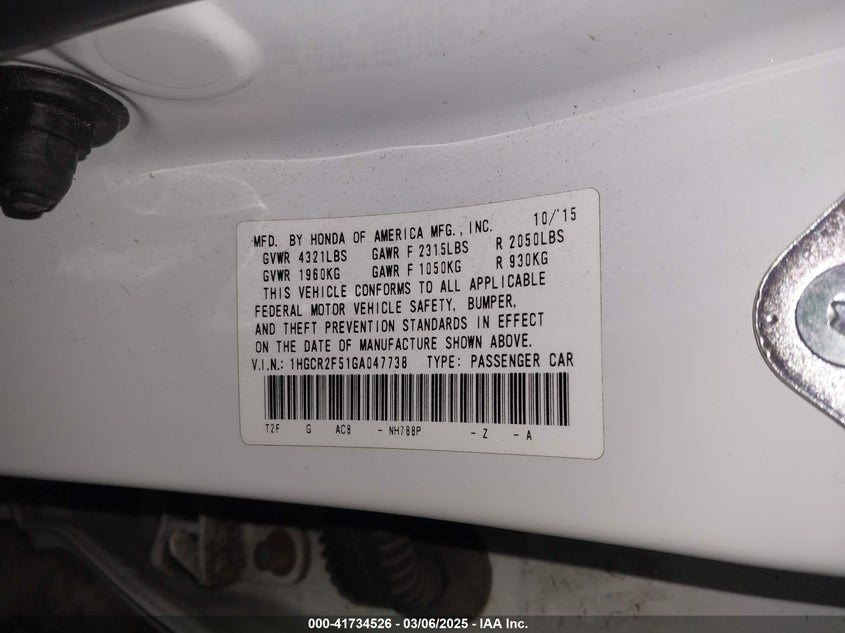 MFD. BY HONDA OF AMERICA MFG., INC. 10/'15
GVWR 4321LBS GAWR F 2315LBS R 2050LBS
GVWR 1960KG GAWR F 1050KG R 930KG
THIS VEHICLE CONFORMS TO ALL APPLICABLE
FEDERAL MOTOR VEHICLE SAFETY, BUMPER,
AND THEFT PREVENTION STANDARDS IN EFFECT
ON THE DATE OF MANUFACTURE SHOWN ABOVE.
V.I.N.: 1HGCR2F51GA047738 TYPE: PASSENGER CAR
T2F G AC8 - NH788P - Z - A
000-41734526 — 03/06/2025 — IAA Inc.